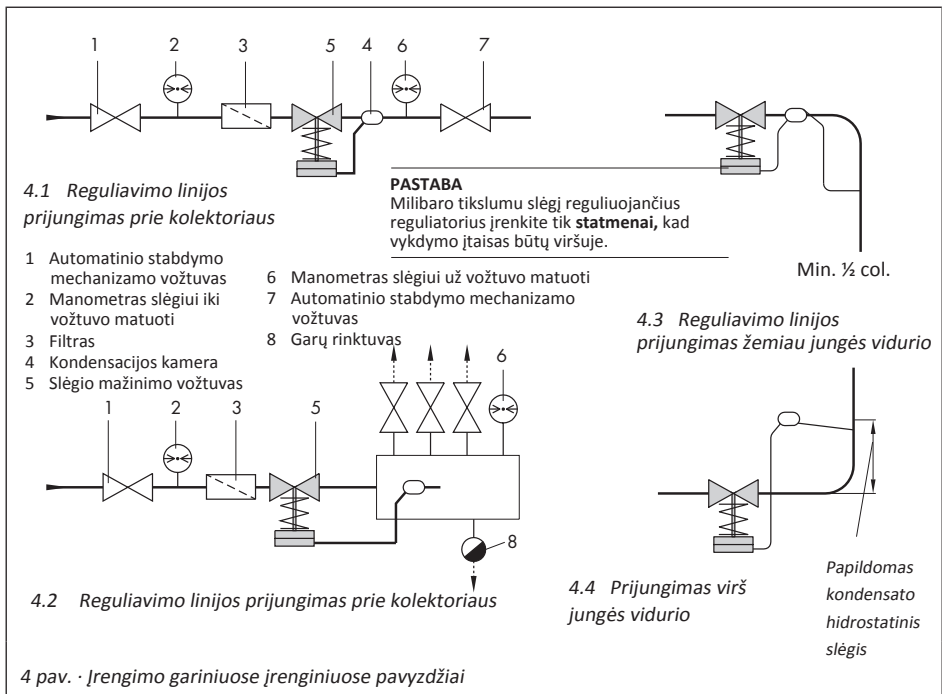 1 2 3 5 4 6 7
4.1 Reguliavimo linijos
prijungimas prie kolektoriaus
PASTABA
Milibaro tikslumu slėgį reguliuojančius
reguliatorius įrenkite tik statmenai, kad
vykdymo įtaisas būtų viršuje.
1 Automatinio stabdymo
mechanizamo vožtuvas
2 Manometras slėgiui iki
vožtuvo matuoti
3 Filtras
4 Kondensacijos kamera
5 Slėgio mažinimo vožtuvas
6 Manometras slėgiui už vožtuvo matuoti
7 Automatinio stabdymo mechanizamo
vožtuvas
8 Garų rinktuvas
Min. ½ col.
4.3 Reguliavimo linijos
prijungimas žemiau jungės vidurio
1 2 3 5 6
8
4.2 Reguliavimo linijos prijungimas prie kolektoriaus
4.4 Prijungimas virš
jungės vidurio
Papildomas
kondensato
hidrostatinis
slėgis
4 pav. · Įrengimo gariniuose įrenginiuose pavyzdžiai